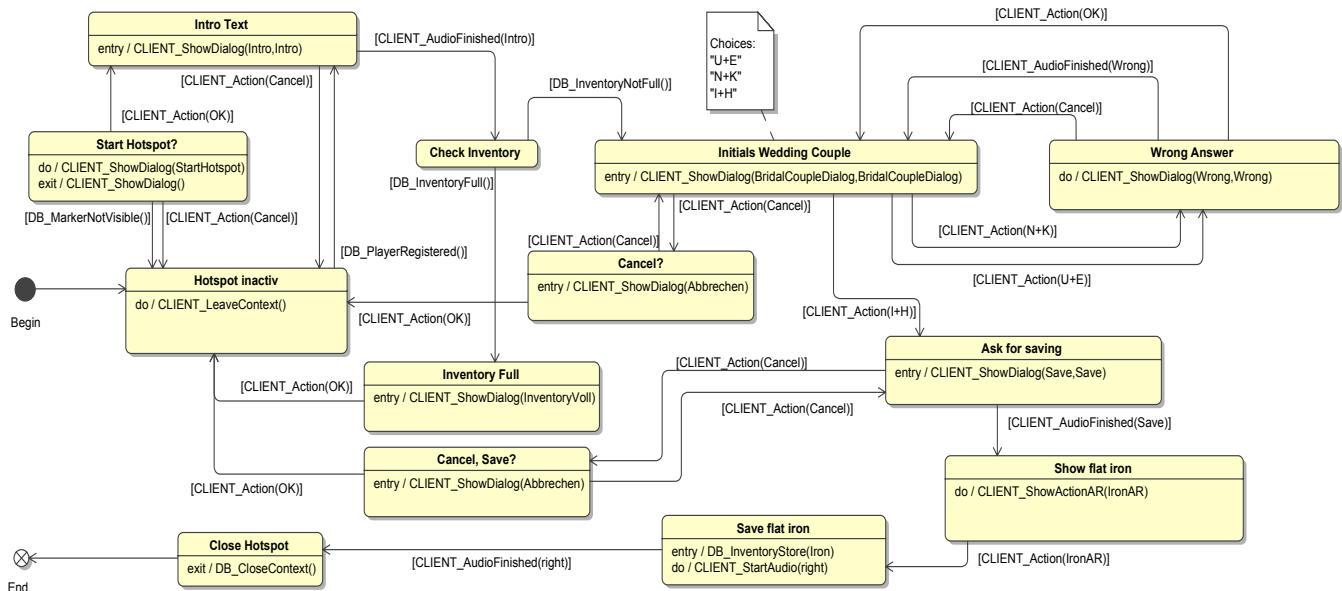 Intro Text
entry / CLIENT_ShowDialog(Intro,Intro)
[CLIENT_AudioFinished(Intro)]
[CLIENT_Action(Cancel)]
[CLIENT_Action(OK)]
Start Hotspot?
do / CLIENT_ShowDialog(StartHotspot)
exit / CLIENT_ShowDialog()
[DB_MarkerNotVisible()]
[CLIENT_Action(Cancel)]
[DB_PlayerRegistered()]
Hotspot inactiv
do / CLIENT_LeaveContext()
Begin
Check Inventory
[DB_InventoryNotFull()]
[DB_InventoryFull()]
Choices:
"U+E"
"N+K"
"I+H"
Initials Wedding Couple
entry / CLIENT_ShowDialog(BridalCoupleDialog,BridalCoupleDialog)
[CLIENT_Action(OK)]
[CLIENT_AudioFinished(Wrong)]
[CLIENT_Action(Cancel)]
Wrong Answer
do / CLIENT_ShowDialog(Wrong,Wrong)
[CLIENT_Action(N+K)]
[CLIENT_Action(U+E)]
[CLIENT_Action(Cancel)]
[CLIENT_Action(Cancel)]
Cancel?
entry / CLIENT_ShowDialog(Abbrechen)
[CLIENT_Action(OK)]
[CLIENT_Action(I+H)]
Inventory Full
entry / CLIENT_ShowDialog(InventoryVoll)
[CLIENT_Action(OK)]
Ask for saving
entry / CLIENT_ShowDialog(Save,Save)
[CLIENT_Action(Cancel)]
[CLIENT_Action(Cancel)]
[CLIENT_AudioFinished(Save)]
Cancel, Save?
entry / CLIENT_ShowDialog(Abbrechen)
[CLIENT_Action(OK)]
Show flat iron
do / CLIENT_ShowActionAR(IronAR)
[CLIENT_Action(IronAR)]
Save flat iron
entry / DB_InventoryStore(Iron)
do / CLIENT_StartAudio(right)
[CLIENT_AudioFinished(right)]
Close Hotspot
exit / DB_CloseContext()
End